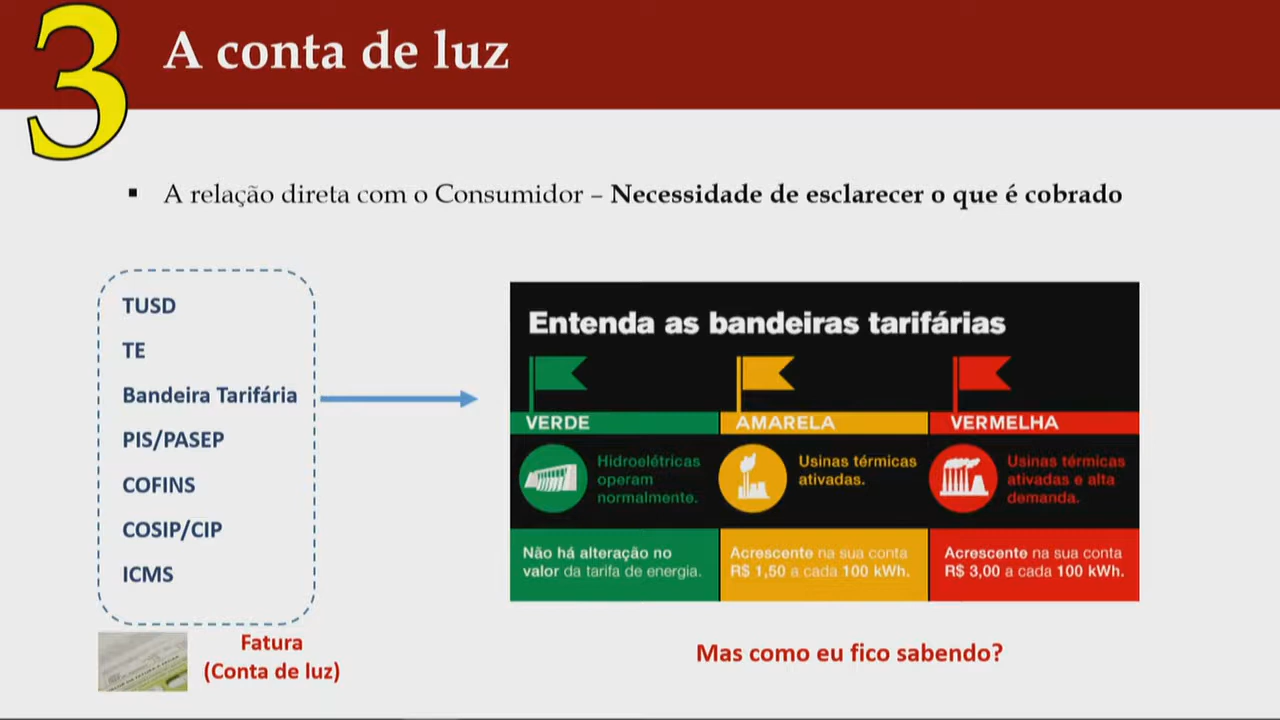 3
A conta de luz
▪ A relação direta com o Consumidor – Necessidade de esclarecer o que é cobrado
TUSD
TE
Bandeira Tarifária
PIS/PASEP
COFINS
COSIP/CIP
ICMS
Fatura
(Conta de luz)
Entenda as bandeiras tarifárias
VERDE
Hidroelétricas
operam
normalmente.
Não há alteração no
valor da tarifa de energia.
AMARELA
Usinas térmicas
ativadas.
Acrescente na sua conta
R$ 1,50 a cada 100 kWh.
VERMELHA
Usinas térmicas
ativadas e alta
demanda.
Acrescente na sua conta
R$ 3,00 a cada 100 kWh.
Mas como eu fico sabendo?